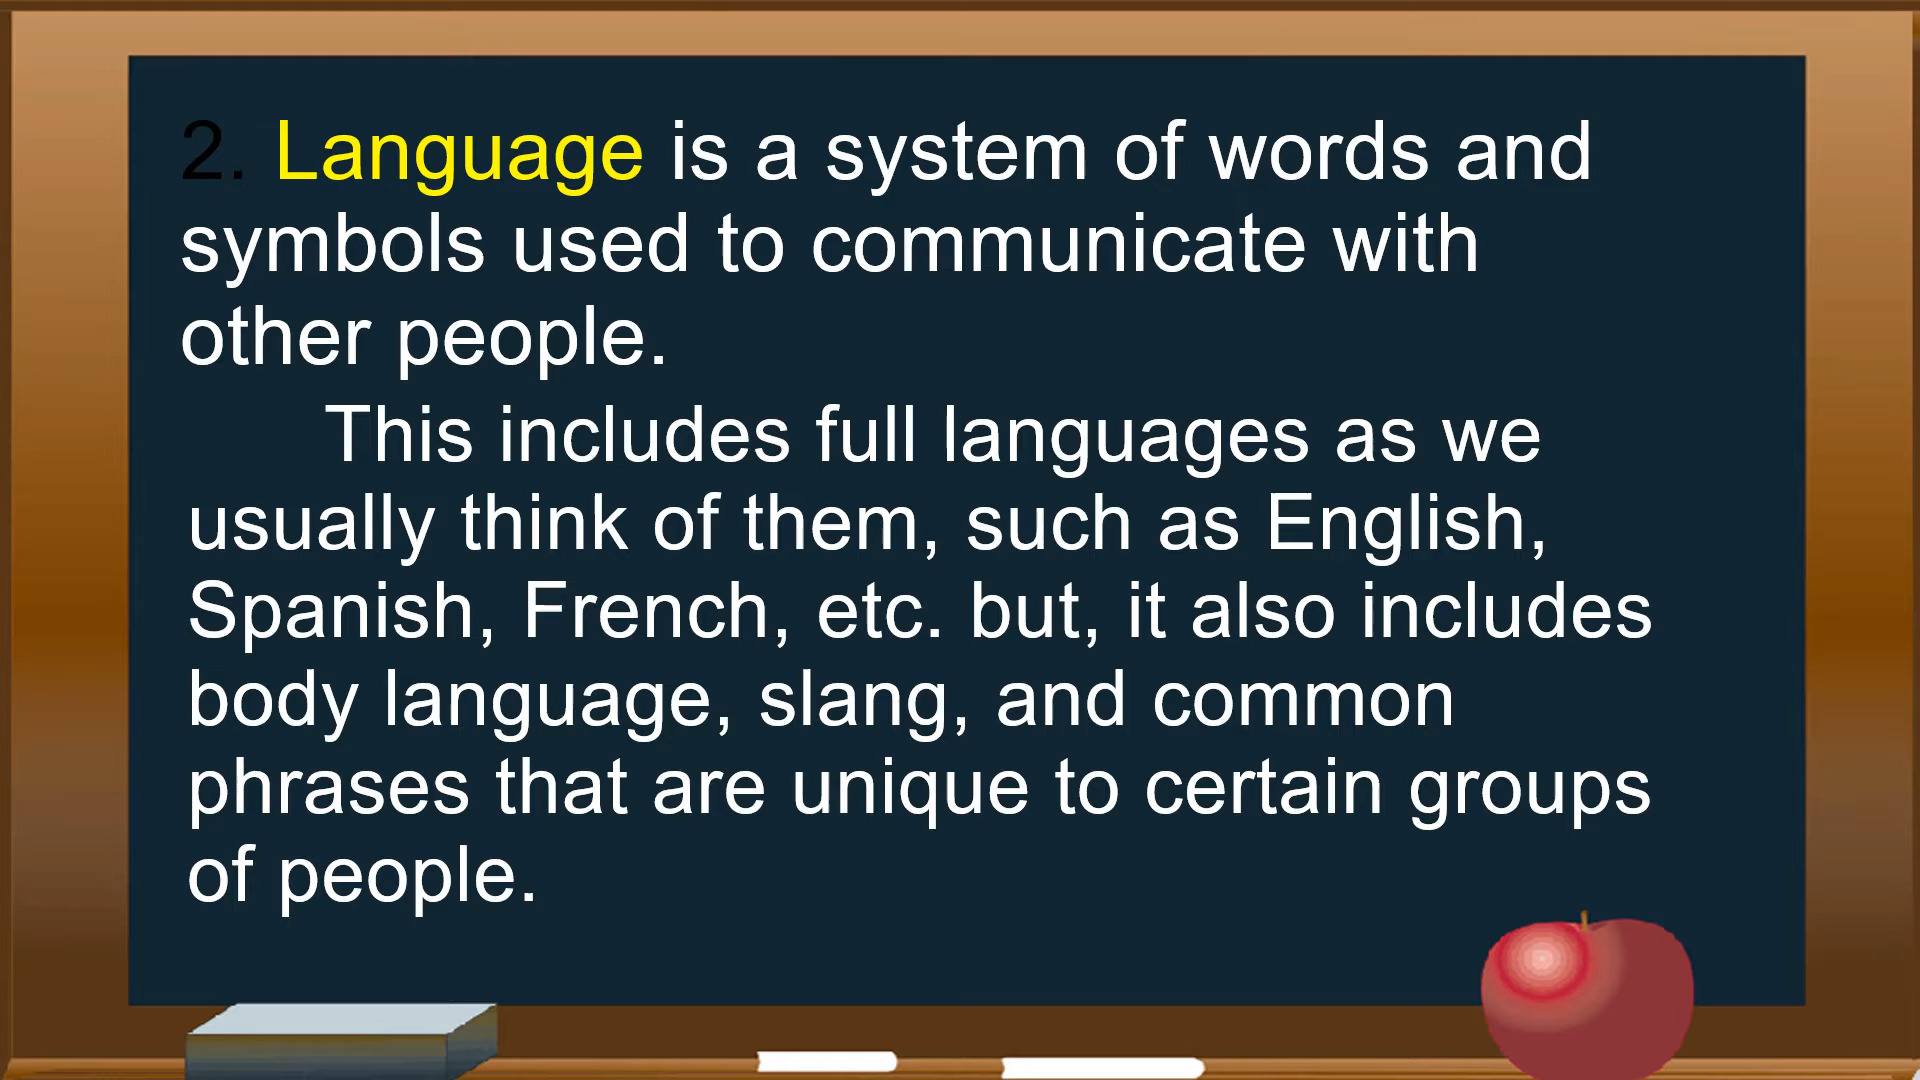 2. Language is a system of words and
symbols used to communicate with
other people.
This includes full languages as we
usually think of them, such as English,
Spanish, French, etc. but, it also includes
body language, slang, and common
phrases that are unique to certain groups
of people.